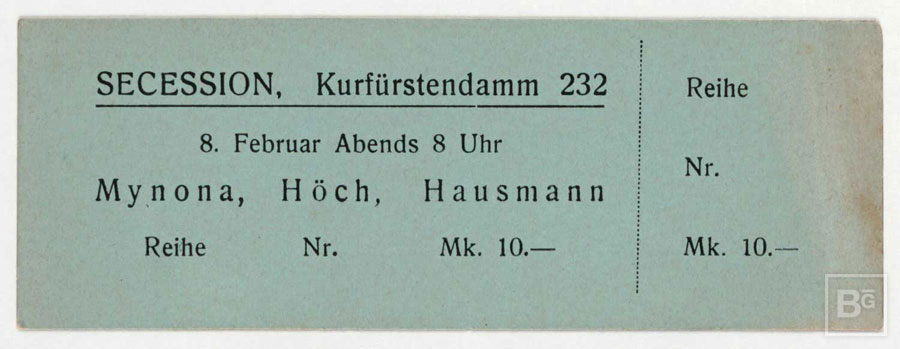 SECESSION, Kurfürstendamm 232
8. Februar Abends 8 Uhr
Mynona, Höch, Hausmann
Reihe Nr. Mk. 10.—
Reihe
Nr.
Mk. 10.—
BG